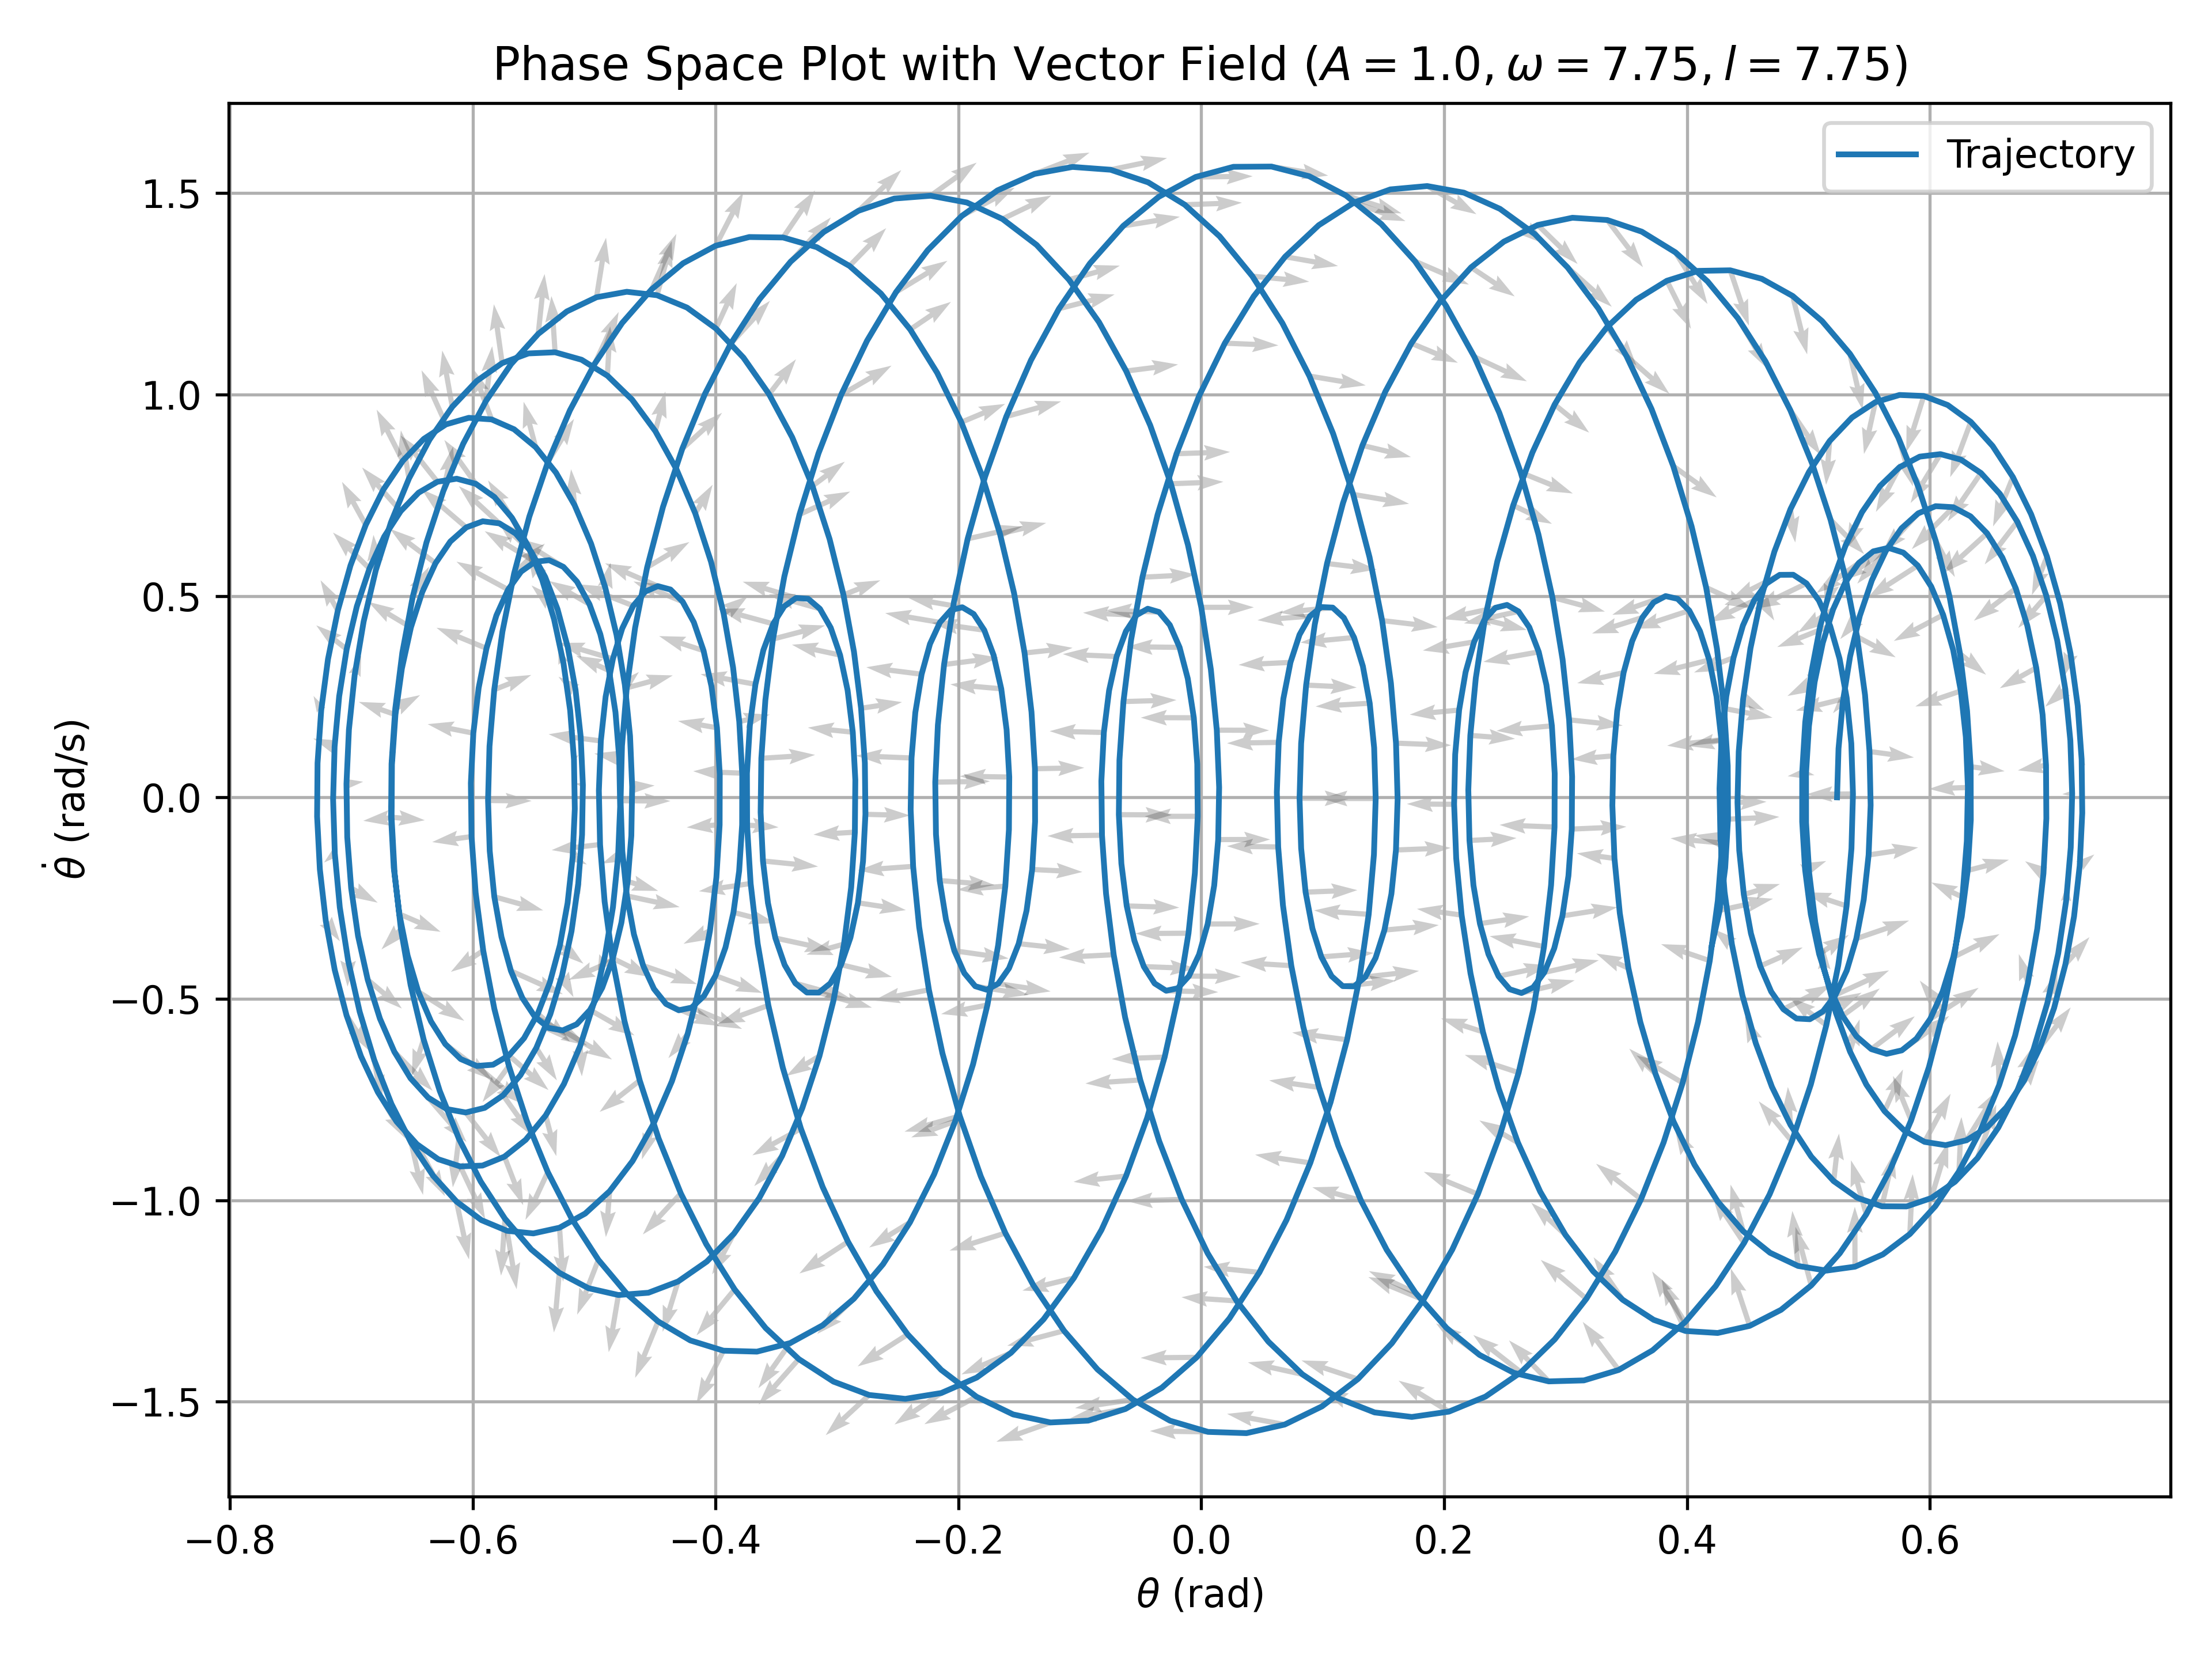 Phase Space Plot with Vector Field (A = 1.0, ω = 7.75, l = 7.75)
Trajectory
1.5
1.0
0.5
0.0
−0.5
−1.0
−1.5
θ̇ (rad/s)
−0.8 −0.6 −0.4 −0.2 0.0 0.2 0.4 0.6
θ (rad)